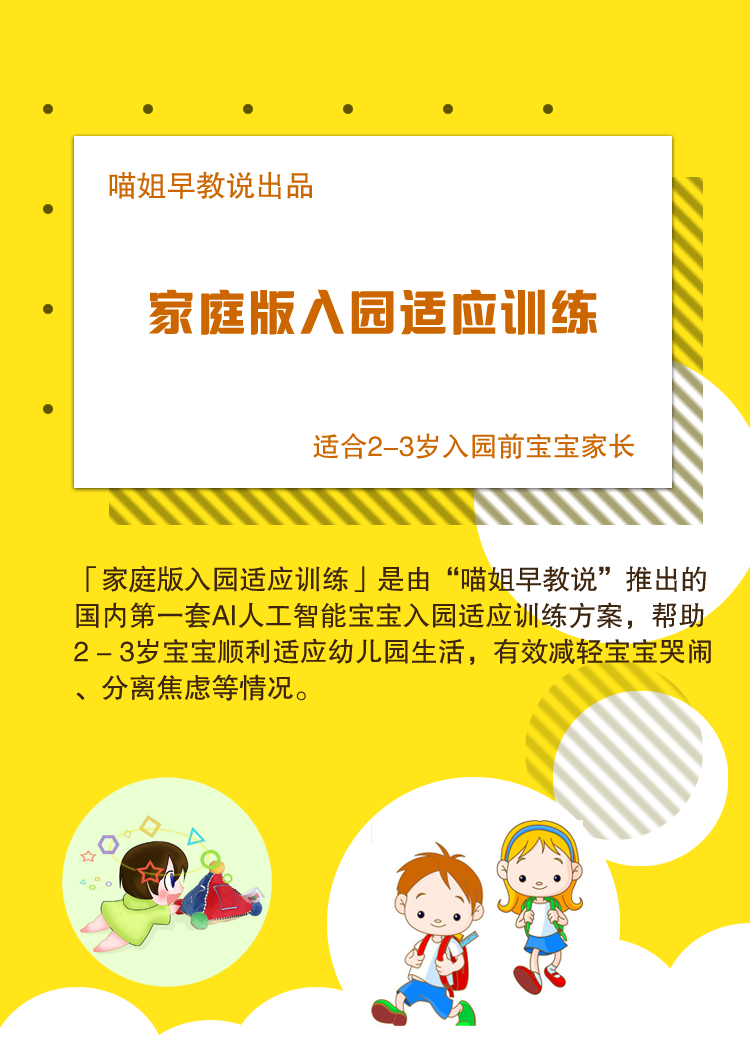 喵姐早教说出品
家庭版入园适应训练
适合2-3岁入园前宝宝家长
「家庭版入园适应训练」是由“喵姐早教说”推出的
国内第一套AI人工智能宝宝入园适应训练方案，帮助
2－3岁宝宝顺利适应幼儿园生活，有效减轻宝宝哭闹
、分离焦虑等情况。